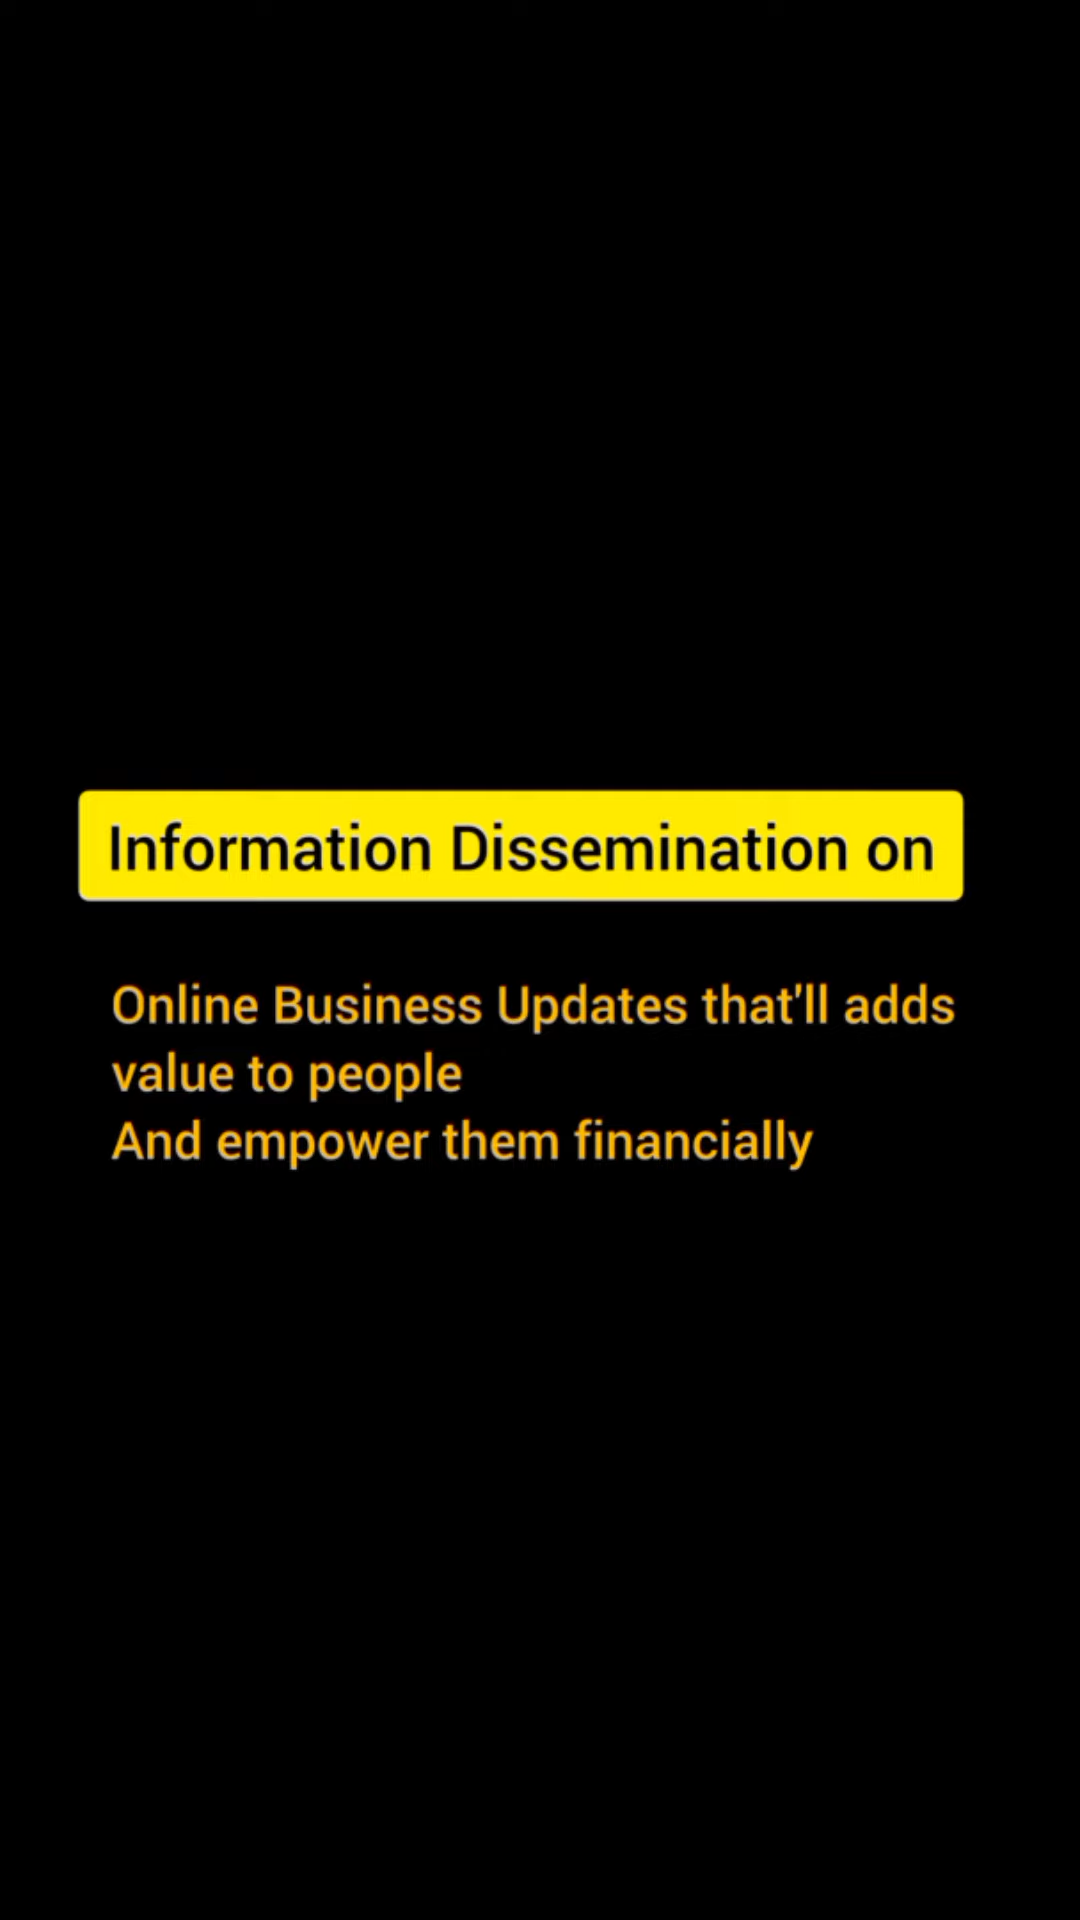 Information Dissemination on
Online Business Updates that'll adds
value to people
And empower them financially